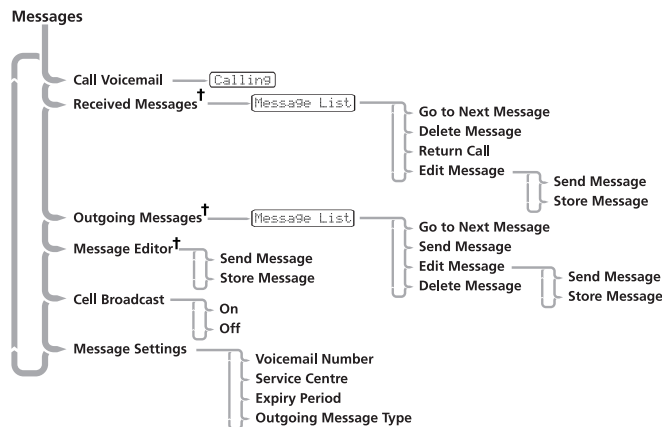 Messages
Call Voicemail
Calling
Received Messages†
Message List
Go to Next Message
Delete Message
Return Call
Edit Message
Send Message
Store Message
Outgoing Messages†
Message List
Go to Next Message
Send Message
Edit Message
Send Message
Store Message
Delete Message
Message Editor†
Send Message
Store Message
Cell Broadcast
On
Off
Message Settings
Voicemail Number
Service Centre
Expiry Period
Outgoing Message Type